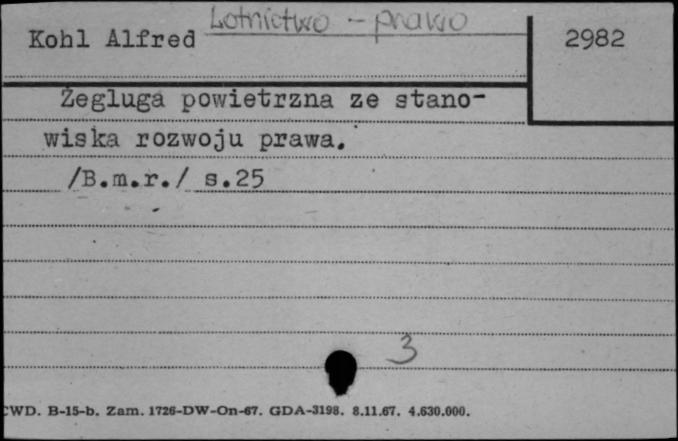 Lotnictwo - prawo
Kohl Alfred
2982
Żegluga powietrzna ze stano-
wiska rozwoju prawa.
/B.m.r./ s.25
3
CWD. B-15-b. Zam. 1726-DW-On-67. GDA-3198. 8.11.67. 4.630.000.